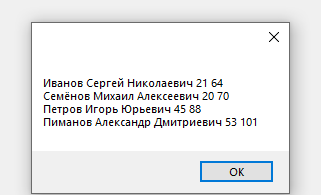 Иванов Сергей Николаевич 21 64
Семёнов Михаил Алексеевич 20 70
Петров Игорь Юрьевич 45 88
Пиманов Александр Дмитриевич 53 101
OK